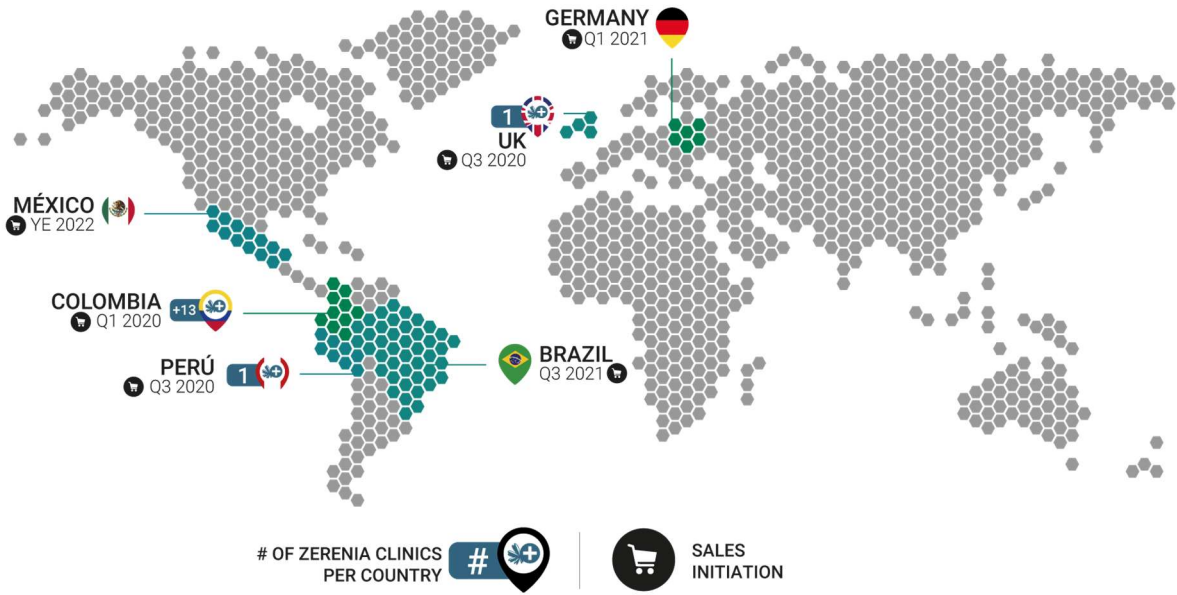 GERMANY
Q1 2021
1
UK
Q3 2020
MÉXICO
YE 2022
COLOMBIA
+13
Q1 2020
PERÚ
1
Q3 2020
BRAZIL
Q3 2021
# OF ZERENIA CLINICS
PER COUNTRY
#
SALES
INITIATION